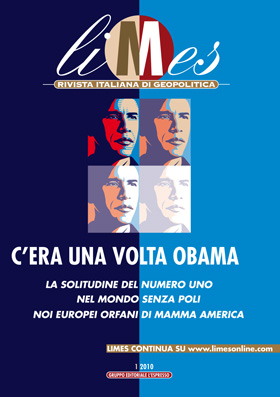 liMes
RIVISTA ITALIANA DI GEOPOLITICA
C'ERA UNA VOLTA OBAMA
LA SOLITUDINE DEL NUMERO UNO
NEL MONDO SENZA POLI
NOI EUROPEI ORFANI DI MAMMA AMERICA
LIMES CONTINUA SU www.limesonline.com
1 2010
GRUPPO EDITORIALE L'ESPRESSO